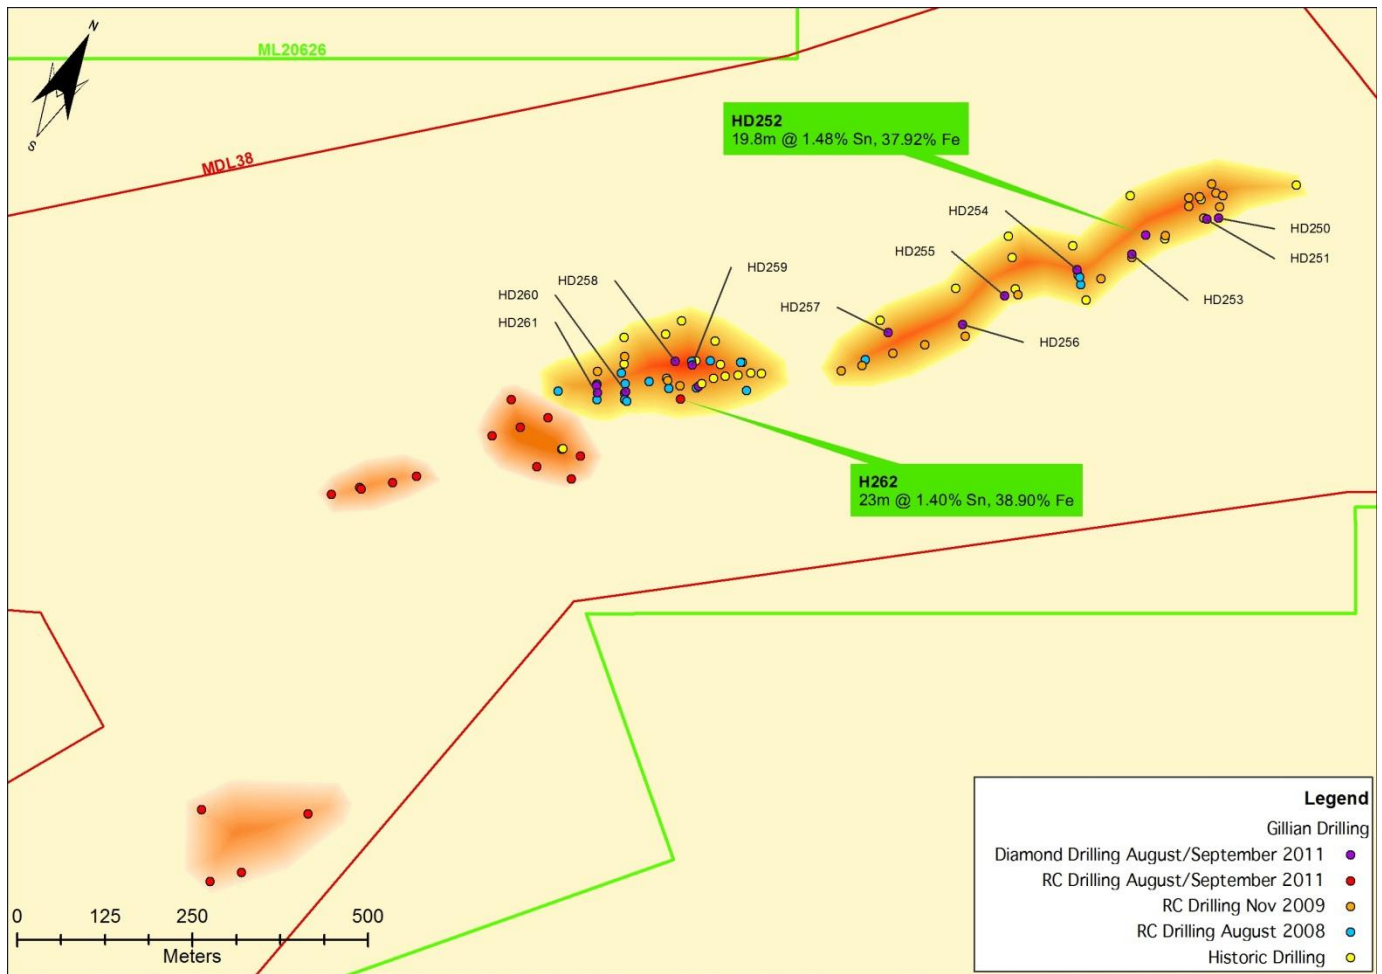 N
S
ML20626
MDL38
HD252
19.8m @ 1.48% Sn, 37.92% Fe
HD254
HD250
HD255
HD251
HD259
HD258
HD260
HD253
HD257
HD261
HD256
H262
23m @ 1.40% Sn, 38.90% Fe
Legend
Gillian Drilling
Diamond Drilling August/September 2011
RC Drilling August/September 2011
RC Drilling Nov 2009
RC Drilling August 2008
Historic Drilling
0 125 250 500
Meters